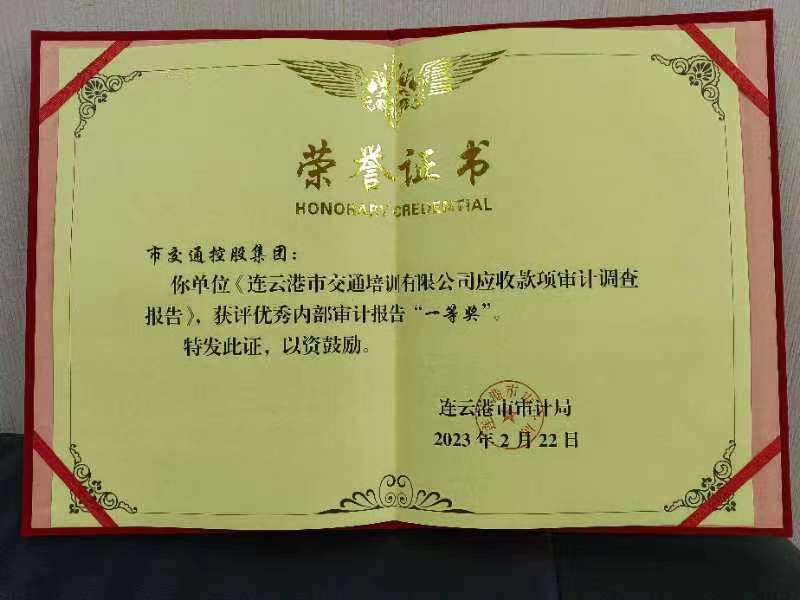 荣誉证书
HONORARY CREDENTIAL
市交通控股集团：
你单位《连云港市交通培训有限公司应收款项审计调查
报告》，获评优秀内部审计报告“一等奖”。
特发此证，以资鼓励。
连云港市审计局
2023年2月22日